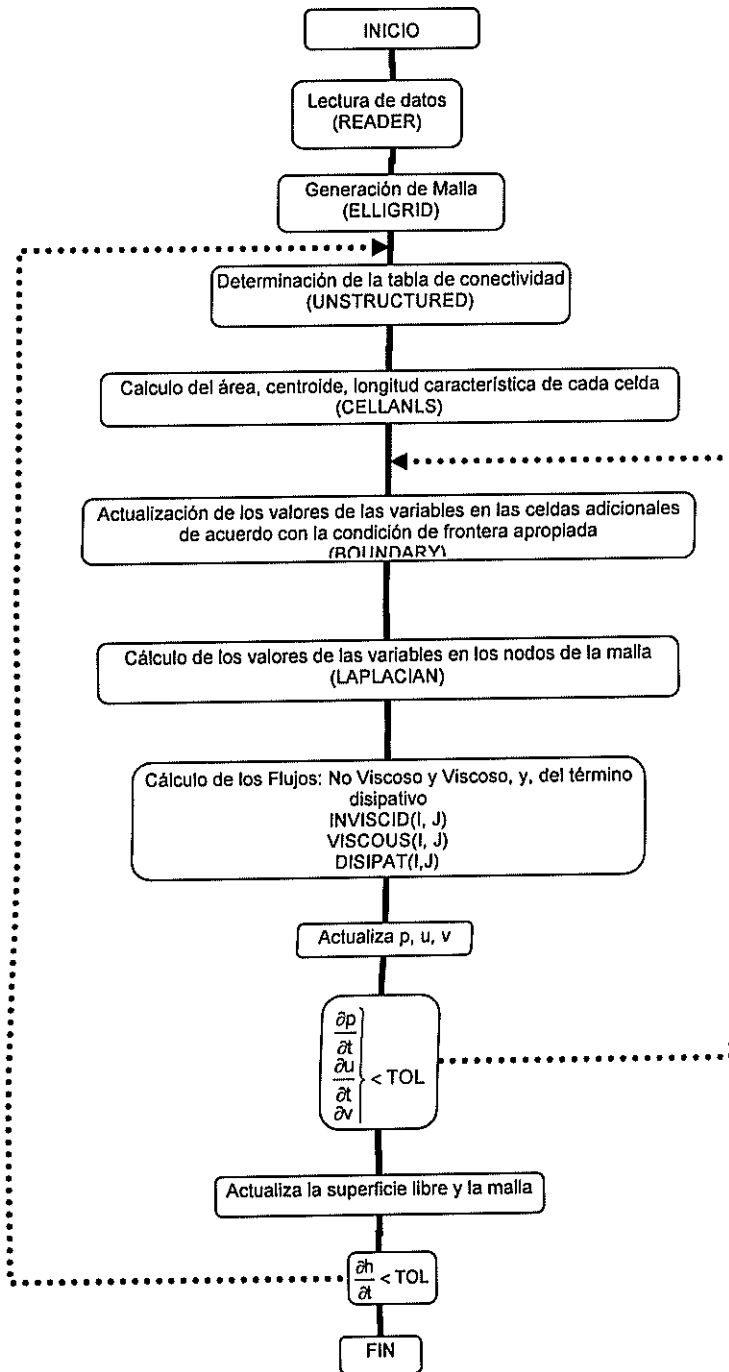 INICIO
Lectura de datos
(READER)
Generación de Malla
(ELLIGRID)
Determinación de la tabla de conectividad
(UNSTRUCTURED)
Calculo del área, centroide, longitud característica de cada celda
(CELLANLS)
Actualización de los valores de las variables en las celdas adicionales
de acuerdo con la condición de frontera apropiada
(BOUNDARY)
Cálculo de los valores de las variables en los nodos de la malla
(LAPLACIAN)
Cálculo de los Flujos: No Viscoso y Viscoso, y, del término
disipativo
INVISCID(I, J)
VISCOUS(I, J)
DISIPAT(I,J)
Actualiza p, u, v
∂p
∂t
∂u
∂t
∂v
< TOL
Actualiza la superficie libre y la malla
∂h
∂t
< TOL
FIN